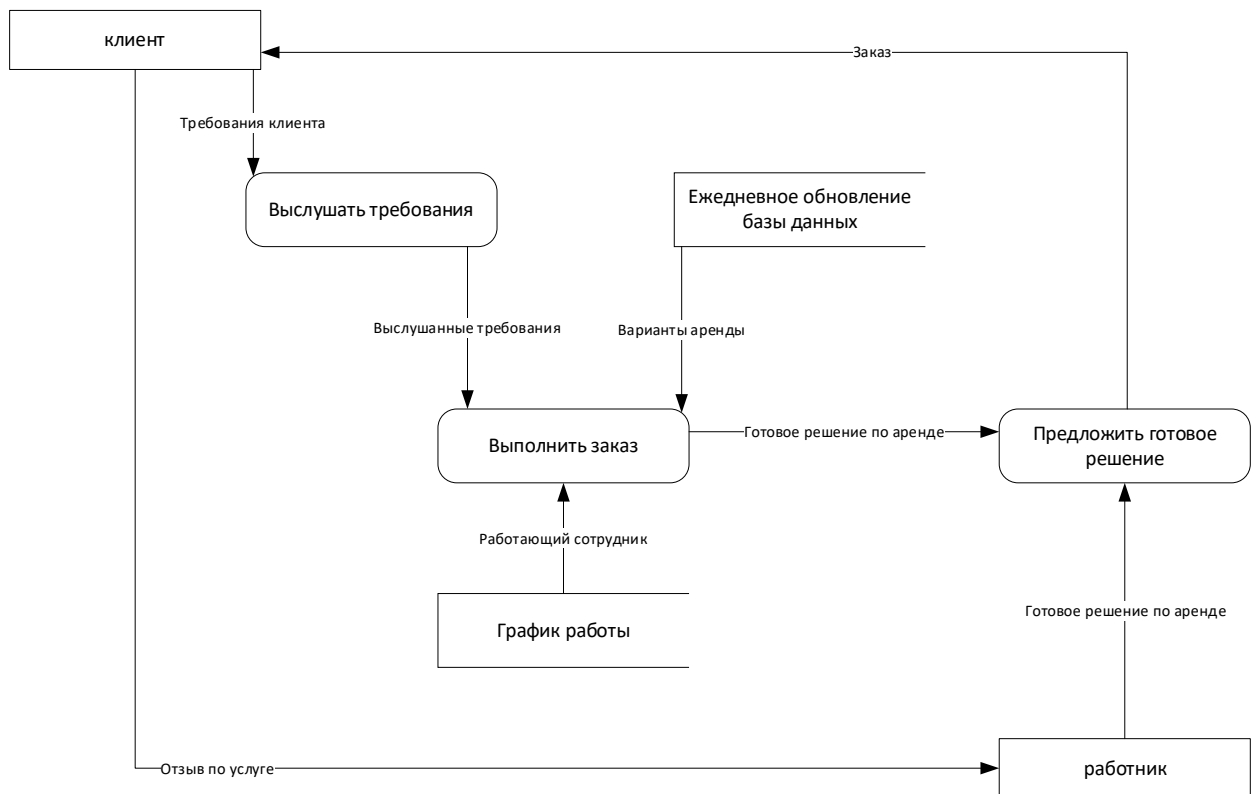 клиент
Заказ
Требования клиента
Выслушать требования
Ежедневное обновление
базы данных
Выслушанные требования
Варианты аренды
Выполнить заказ
Готовое решение по аренде
Предложить готовое
решение
Работающий сотрудник
График работы
Готовое решение по аренде
Отзыв по услуге
работник